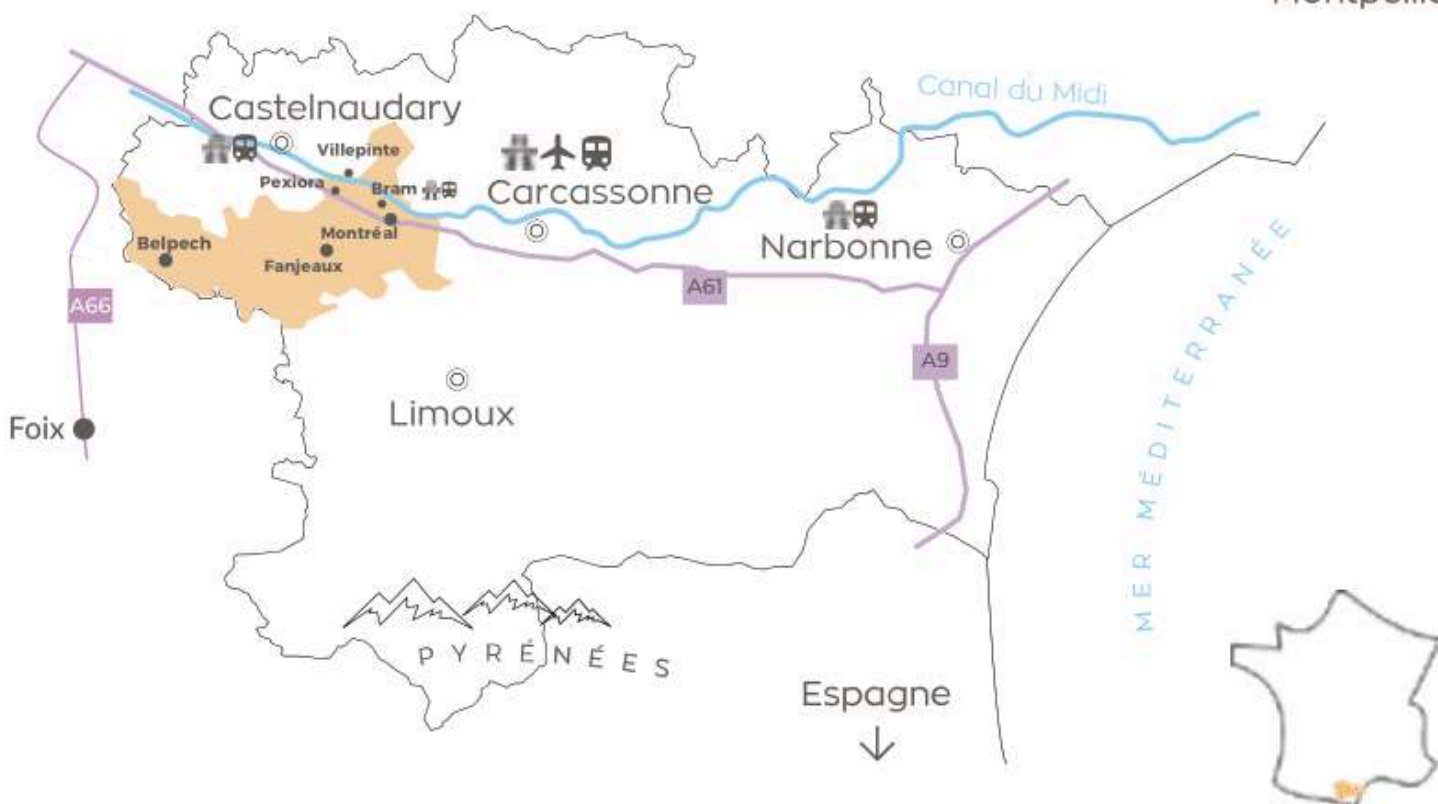 Canal du Midi
Castelnaudary
Villepinte
Pexiora
Bram
Carcassonne
Montréal
Narbonne
Belpech
Fanjeaux
A61
A66
A9
Limoux
Foix
MER MÉDITERRANÉE
PYRÉNÉES
Espagne